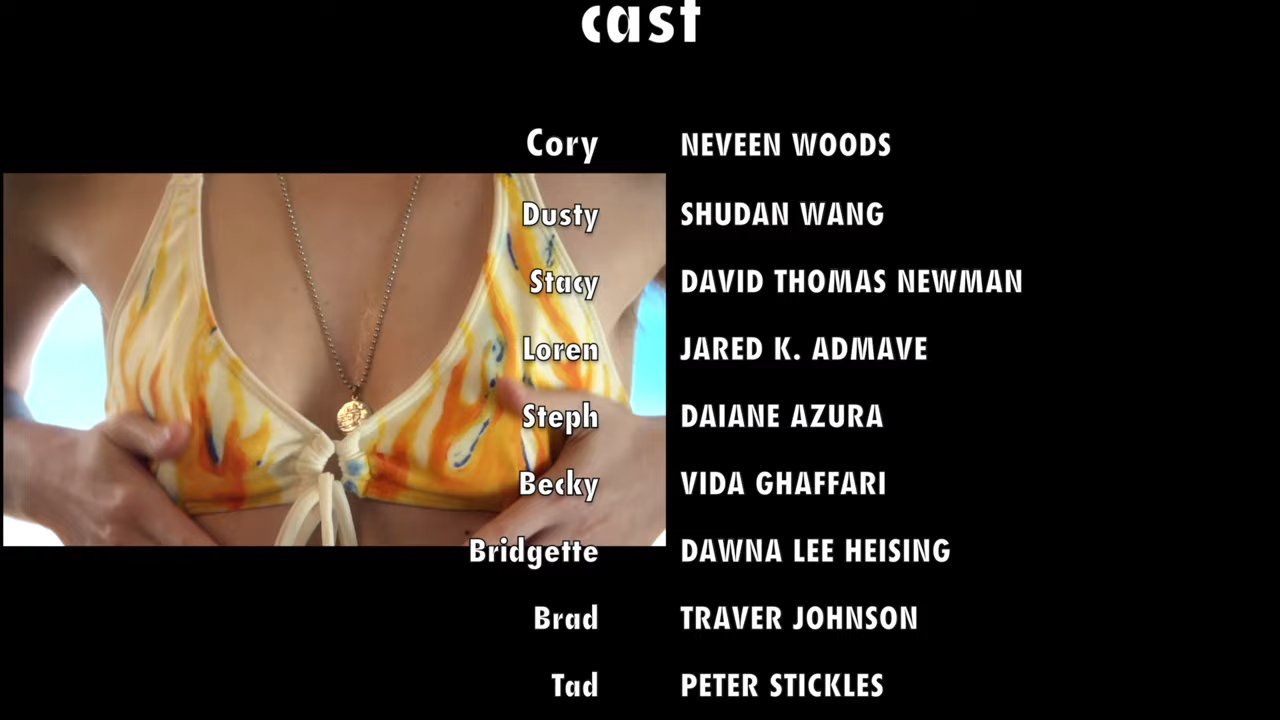 cast
Cory NEVEEN WOODS
Dusty SHUDAN WANG
Stacy DAVID THOMAS NEWMAN
Loren JARED K. ADMAVE
Steph DAIANE AZURA
Becky VIDA GHAFFARI
Bridgette DAWNA LEE HEISING
Brad TRAVER JOHNSON
Tad PETER STICKLES